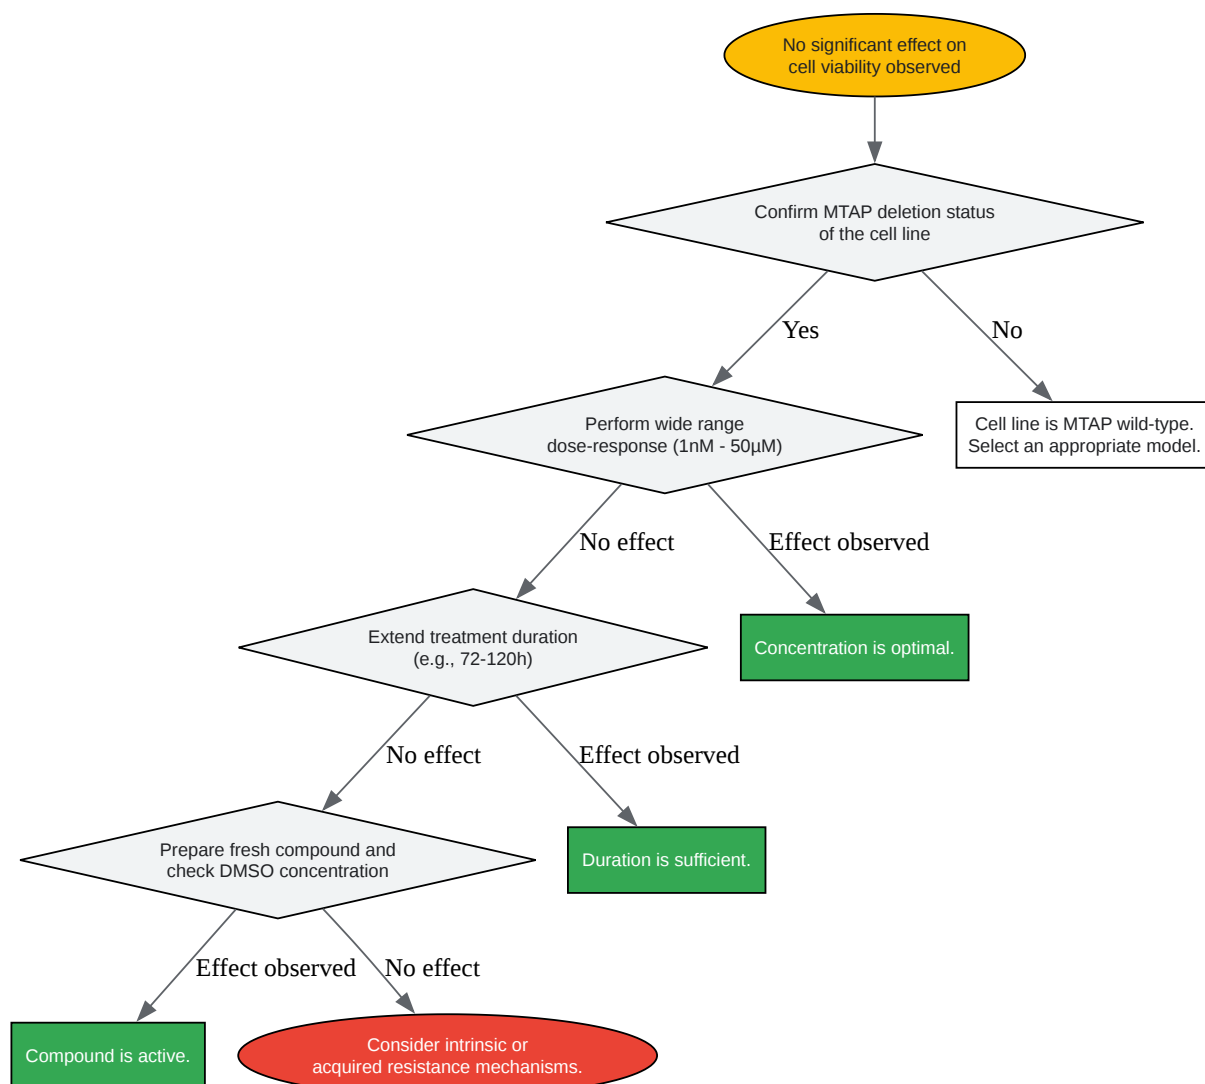 No significant effect on
cell viability observed
Confirm MTAP deletion status
of the cell line
Yes
No
Perform wide range
dose-response (1nM - 50µM)
Cell line is MTAP wild-type.
Select an appropriate model.
No effect
Effect observed
Extend treatment duration
(e.g., 72-120h)
Concentration is optimal.
No effect
Effect observed
Prepare fresh compound and
check DMSO concentration
Duration is sufficient.
Effect observed
No effect
Compound is active.
Consider intrinsic or
acquired resistance mechanisms.